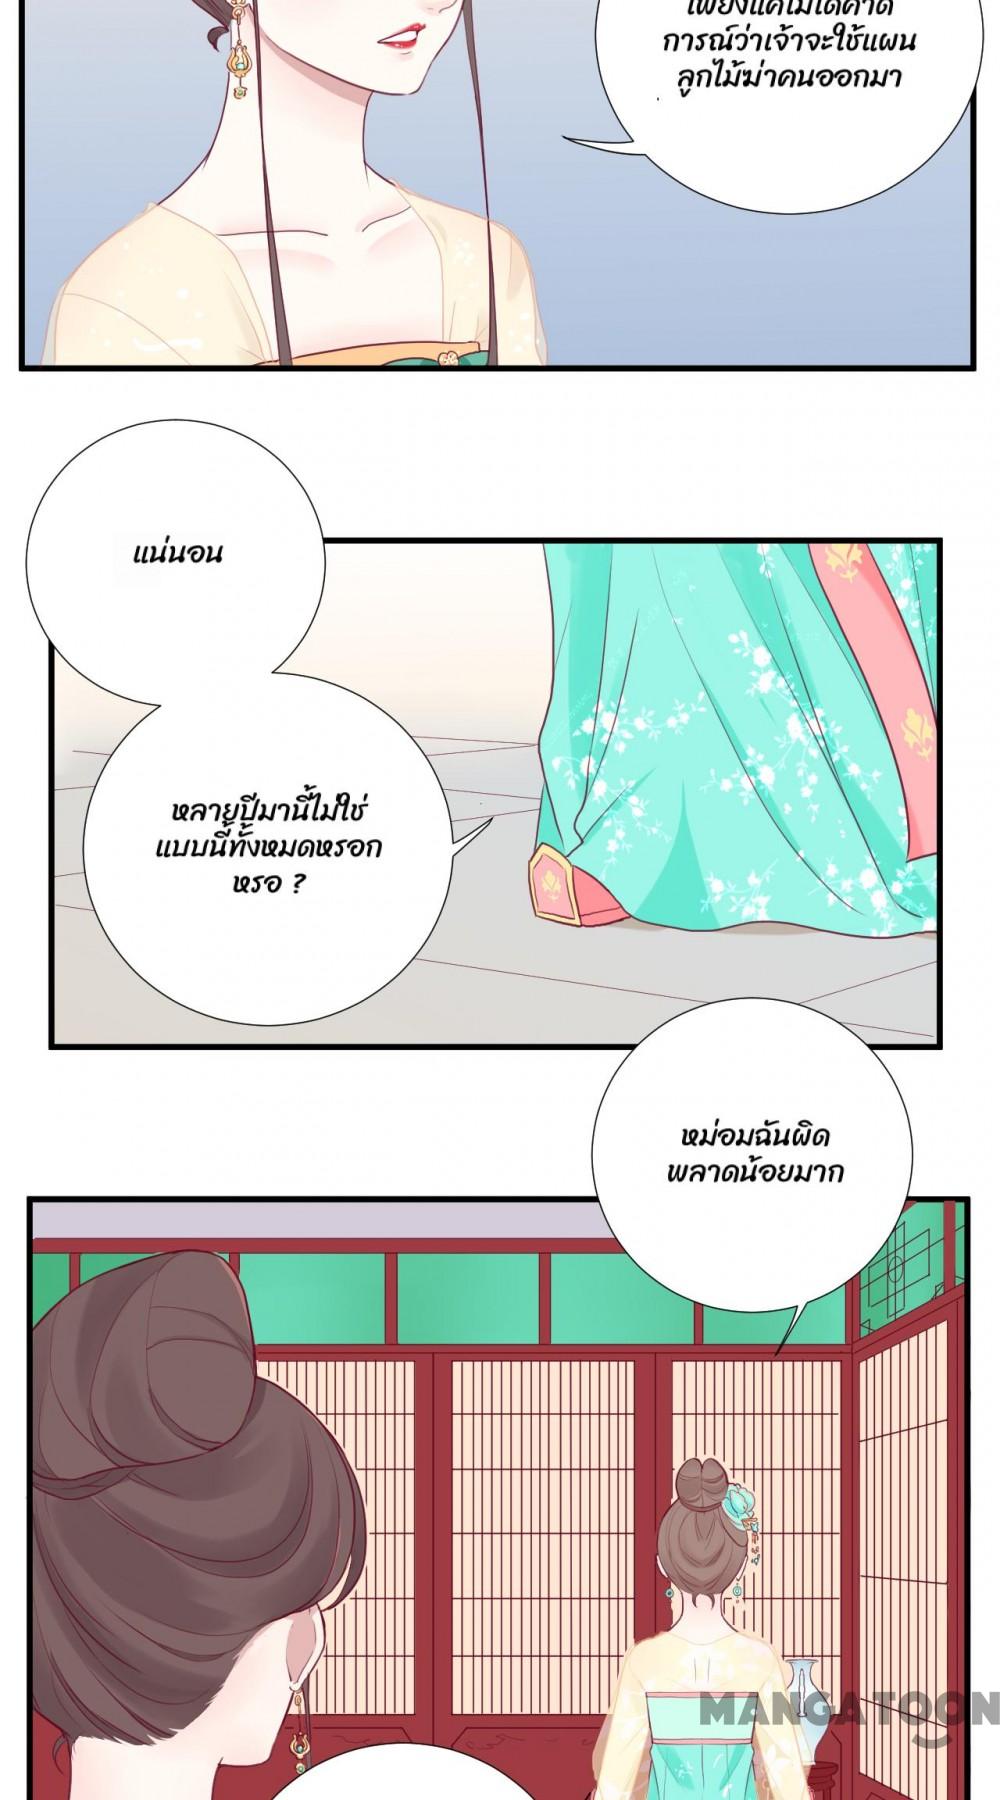 เพียงแค่ไม่ได้คาด
การณ์ว่าเจ้าจะใช้แผน
ลูกไม้ฆ่าคนออกมา
แน่นอน
หลายปีมานี้ไม่ใช่
แบบนี้ทั้งหมดหรอก
หรอ ?
หม่อมฉันผิด
พลาดน้อยมาก
MANGATOON